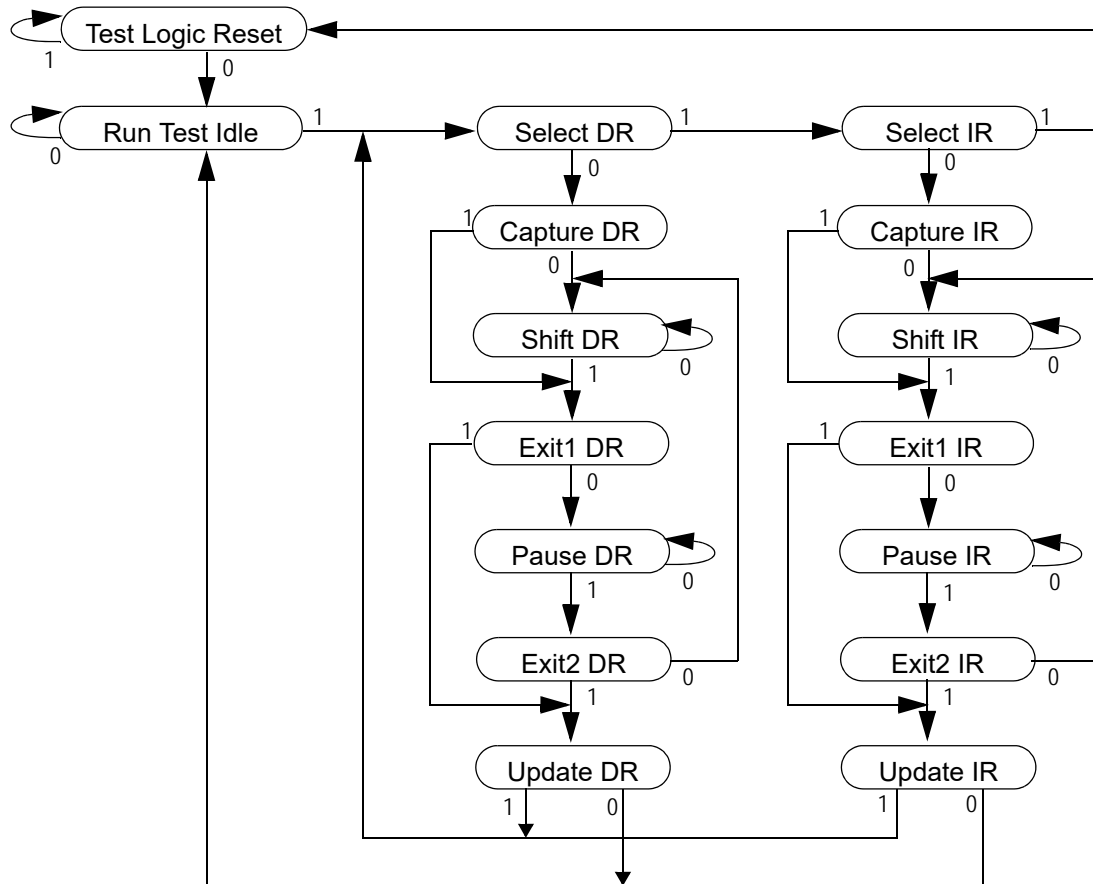 Test Logic Reset
1
0
Run Test Idle
1
Select DR
1
Select IR
1
0
0
0
1
Capture DR
1
Capture IR
0
0
Shift DR
Shift IR
0
0
1
1
1
Exit1 DR
1
Exit1 IR
0
0
Pause DR
Pause IR
0
0
1
1
Exit2 DR
Exit2 IR
0
0
1
1
Update DR
Update IR
1
0
1
0